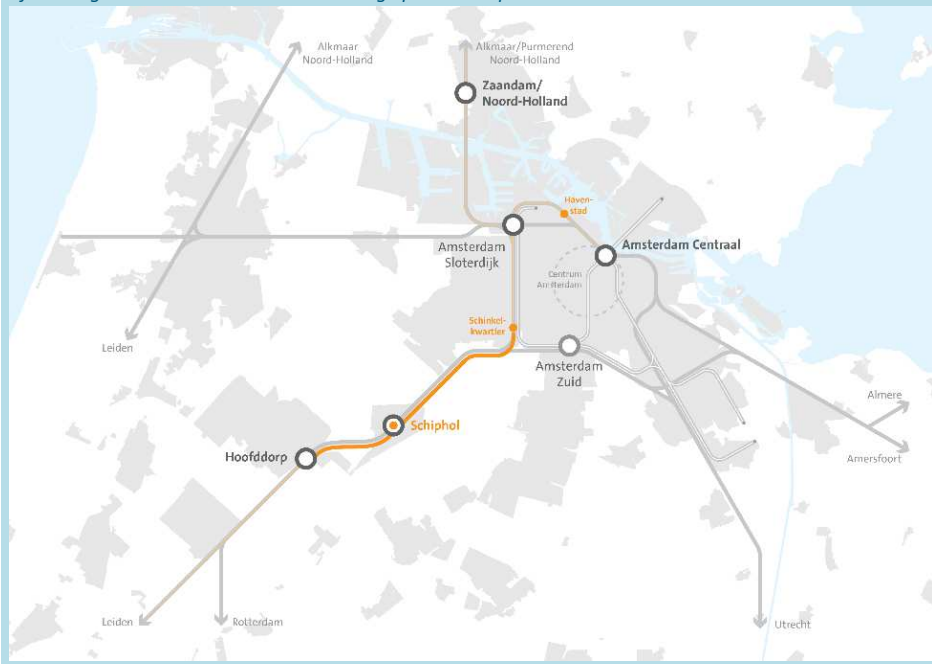 Alkmaar
Noord-Holland
Alkmaar/Purmerend
Noord-Holland
Zaandam/
Noord-Holland
Haven-
stad
Amsterdam
Sloterdijk
Amsterdam Centraal
Centrum
Amsterdam
Schinkel-
kwartier
Leiden
Amsterdam
Zuid
Almere
Schiphol
Hoofddorp
Amersfoort
Leiden
Rotterdam
Utrecht